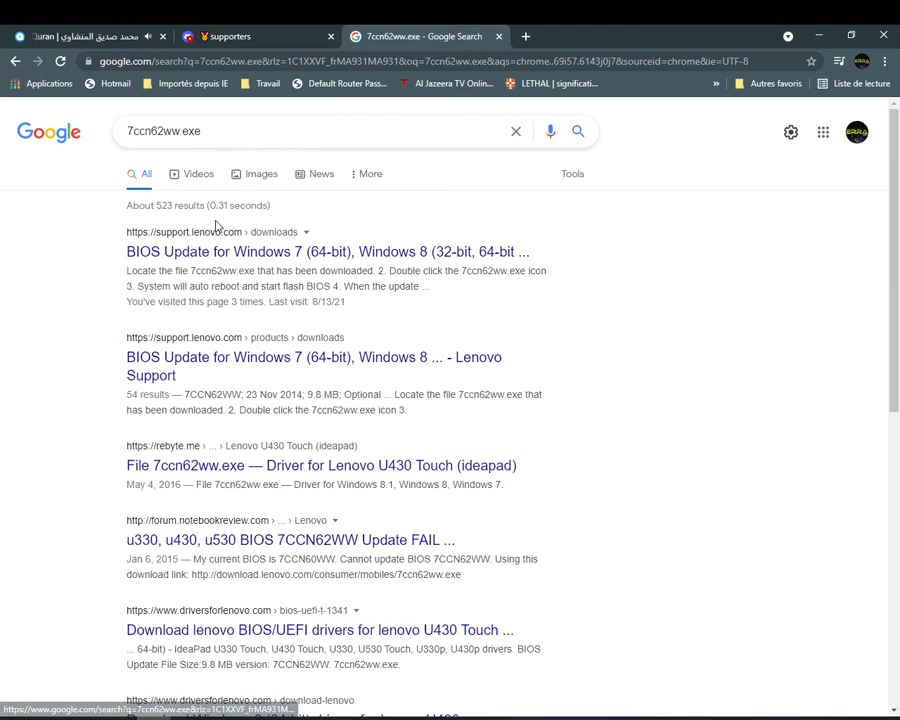 Quran | محمد صديق المنشاوي
supporters
7ccn62ww.exe - Google Search
google.com/search?q=7ccn62ww.exe&rlz=1C1XXVF_frMA931MA931&oq=7ccn62ww.exe&aqs=chrome..69i57.6143j0j7&sourceid=chrome&ie=UTF-8
Applications
Hotmail
Importés depuis IE
Travail
Default Router Pass...
Al Jazeera TV Onlin...
LETHAL | significati...
»
Autres favoris
Liste de lecture
Google
7ccn62ww.exe
All
Videos
Images
News
More
Tools
About 523 results (0.31 seconds)
https://support.lenovo.com › downloads
BIOS Update for Windows 7 (64-bit), Windows 8 (32-bit, 64-bit ...
Locate the file 7ccn62ww.exe that has been downloaded. 2. Double click the 7ccn62ww.exe icon
3. System will auto reboot and start flash BIOS 4. When the update ...
You've visited this page 3 times. Last visit: 8/13/21
https://support.lenovo.com › products › downloads
BIOS Update for Windows 7 (64-bit), Windows 8 ... - Lenovo
Support
54 results — 7CCN62WW; 23 Nov 2014; 9.8 MB; Optional ... Locate the file 7ccn62ww.exe that
has been downloaded. 2. Double click the 7ccn62ww.exe icon 3.
https://rebyte.me › ... › Lenovo U430 Touch (ideapad)
File 7ccn62ww.exe — Driver for Lenovo U430 Touch (ideapad)
May 4, 2016 — File 7ccn62ww.exe — Driver for Windows 8.1, Windows 8, Windows 7.
http://forum.notebookreview.com › ... › Lenovo
u330, u430, u530 BIOS 7CCN62WW Update FAIL ...
Jan 6, 2015 — My current BIOS is 7CCN60WW. Cannot update BIOS 7CCN62WW. Using this
download link: http://download.lenovo.com/consumer/mobiles/7ccn62ww.exe
https://www.driversforlenovo.com › bios-uefi-t-1341
Download lenovo BIOS/UEFI drivers for lenovo U430 Touch ...
... 64-bit) - IdeaPad U330 Touch, U430 Touch, U330, U530 Touch, U330p, U430p drivers. BIOS
Update File Size:9.8 MB version: 7CCN62WW. 7ccn62ww.exe.
https://www.driversforlenovo.com › download-lenovo
https://www.google.com/search?q=7ccn62ww.exe&rlz=1C1XXVF_frMA931M...